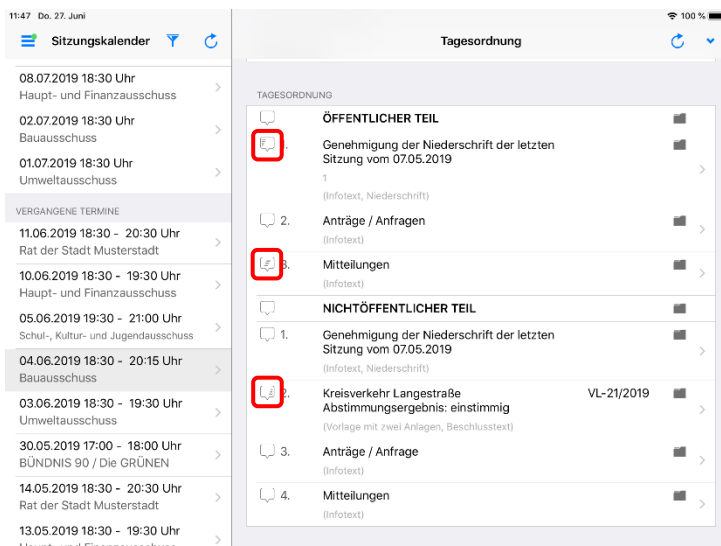 11:47 Do. 27. Juni
100 %
Sitzungskalender
Tagesordnung
08.07.2019 18:30 Uhr
Haupt- und Finanzausschuss
02.07.2019 18:30 Uhr
Bauausschuss
01.07.2019 18:30 Uhr
Umweltausschuss
VERGANGENE TERMINE
11.06.2019 18:30 - 20:30 Uhr
Rat der Stadt Musterstadt
10.06.2019 18:30 - 19:30 Uhr
Haupt- und Finanzausschuss
05.06.2019 19:30 - 21:00 Uhr
Schul-, Kultur- und Jugendausschuss
04.06.2019 18:30 - 20:15 Uhr
Bauausschuss
03.06.2019 18:30 - 19:30 Uhr
Umweltausschuss
30.05.2019 17:00 - 18:00 Uhr
BÜNDNIS 90 / Die GRÜNEN
14.05.2019 18:30 - 20:30 Uhr
Rat der Stadt Musterstadt
13.05.2019 18:30 - 19:30 Uhr
TAGESORDNUNG
ÖFFENTLICHER TEIL
Genehmigung der Niederschrift der letzten
Sitzung vom 07.05.2019
1
(Infotext, Niederschrift)
2. Anträge / Anfragen
(Infotext)
3. Mitteilungen
(Infotext)
NICHTÖFFENTLICHER TEIL
1. Genehmigung der Niederschrift der letzten
Sitzung vom 07.05.2019
(Infotext, Niederschrift)
2. Kreisverkehr Langestraße VL-21/2019
Abstimmungsergebnis: einstimmig
(Vorlage mit zwei Anlagen, Beschlusstext)
3. Anträge / Anfrage
(Infotext)
4. Mitteilungen
(Infotext)